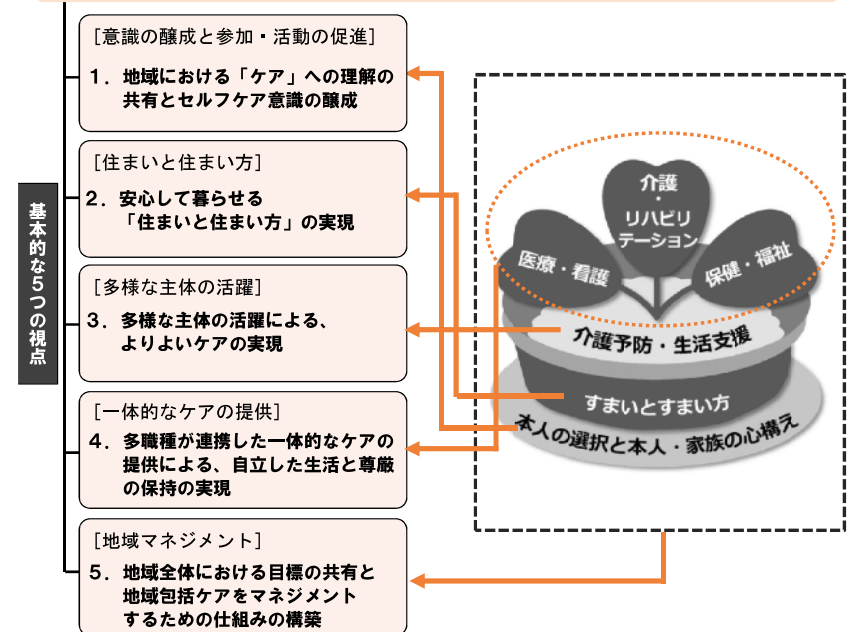 基本的な5つの視点
[意識の醸成と参加・活動の促進]
1．地域における「ケア」への理解の
共有とセルフケア意識の醸成
[住まいと住まい方]
2．安心して暮らせる
「住まいと住まい方」の実現
[多様な主体の活躍]
3．多様な主体の活躍による、
よりよいケアの実現
[一体的なケアの提供]
4．多職種が連携した一体的なケアの
提供による、自立した生活と尊厳
の保持の実現
[地域マネジメント]
5．地域全体における目標の共有と
地域包括ケアをマネジメント
するための仕組みの構築
介護
・
リハビリ
テーション
医療・看護
保健・福祉
介護予防・生活支援
すまいとすまい方
本人の選択と本人・家族の心構え